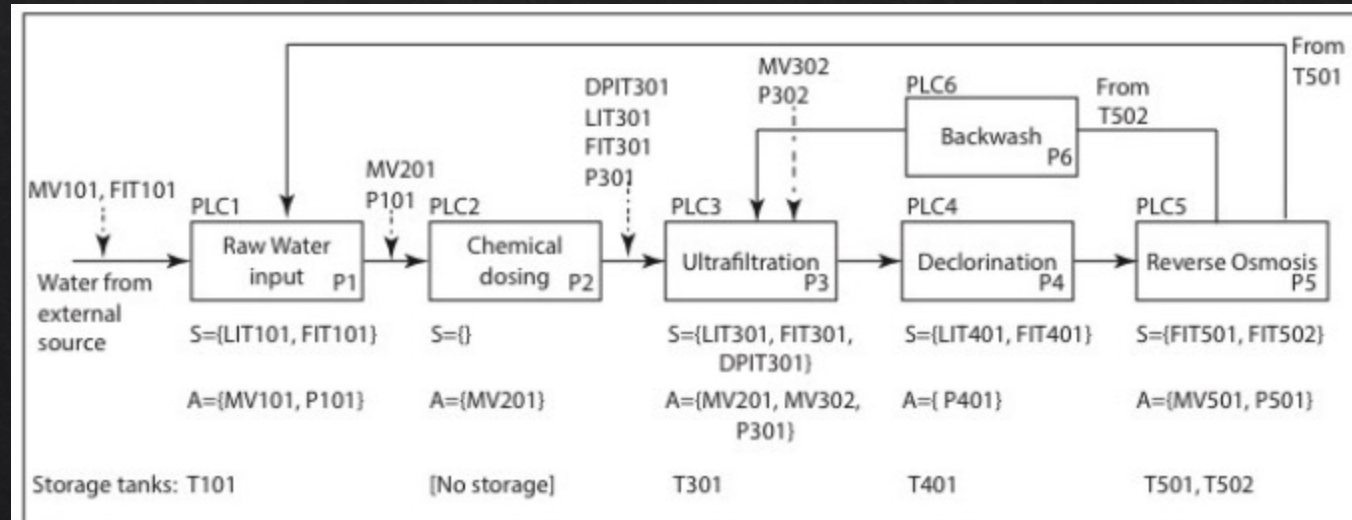 From
T501
MV302
P302
DPIT301
LIT301
FIT301
P301
PLC6
Backwash
P6
From
T502
MV101, FIT101
MV201
P101
PLC1
Raw Water
input P1
PLC2
Chemical
dosing P2
PLC3
Ultrafiltration
P3
PLC4
Declorination
P4
PLC5
Reverse Osmosis
P5
Water from
external
source
S={LIT101, FIT101}
S={}
S={LIT301, FIT301,
DPIT301}
S={LIT401, FIT401}
S={FIT501, FIT502}
A={MV101, P101}
A={MV201}
A={MV201, MV302,
P301}
A={ P401}
A={MV501, P501}
Storage tanks: T101
[No storage]
T301
T401
T501, T502